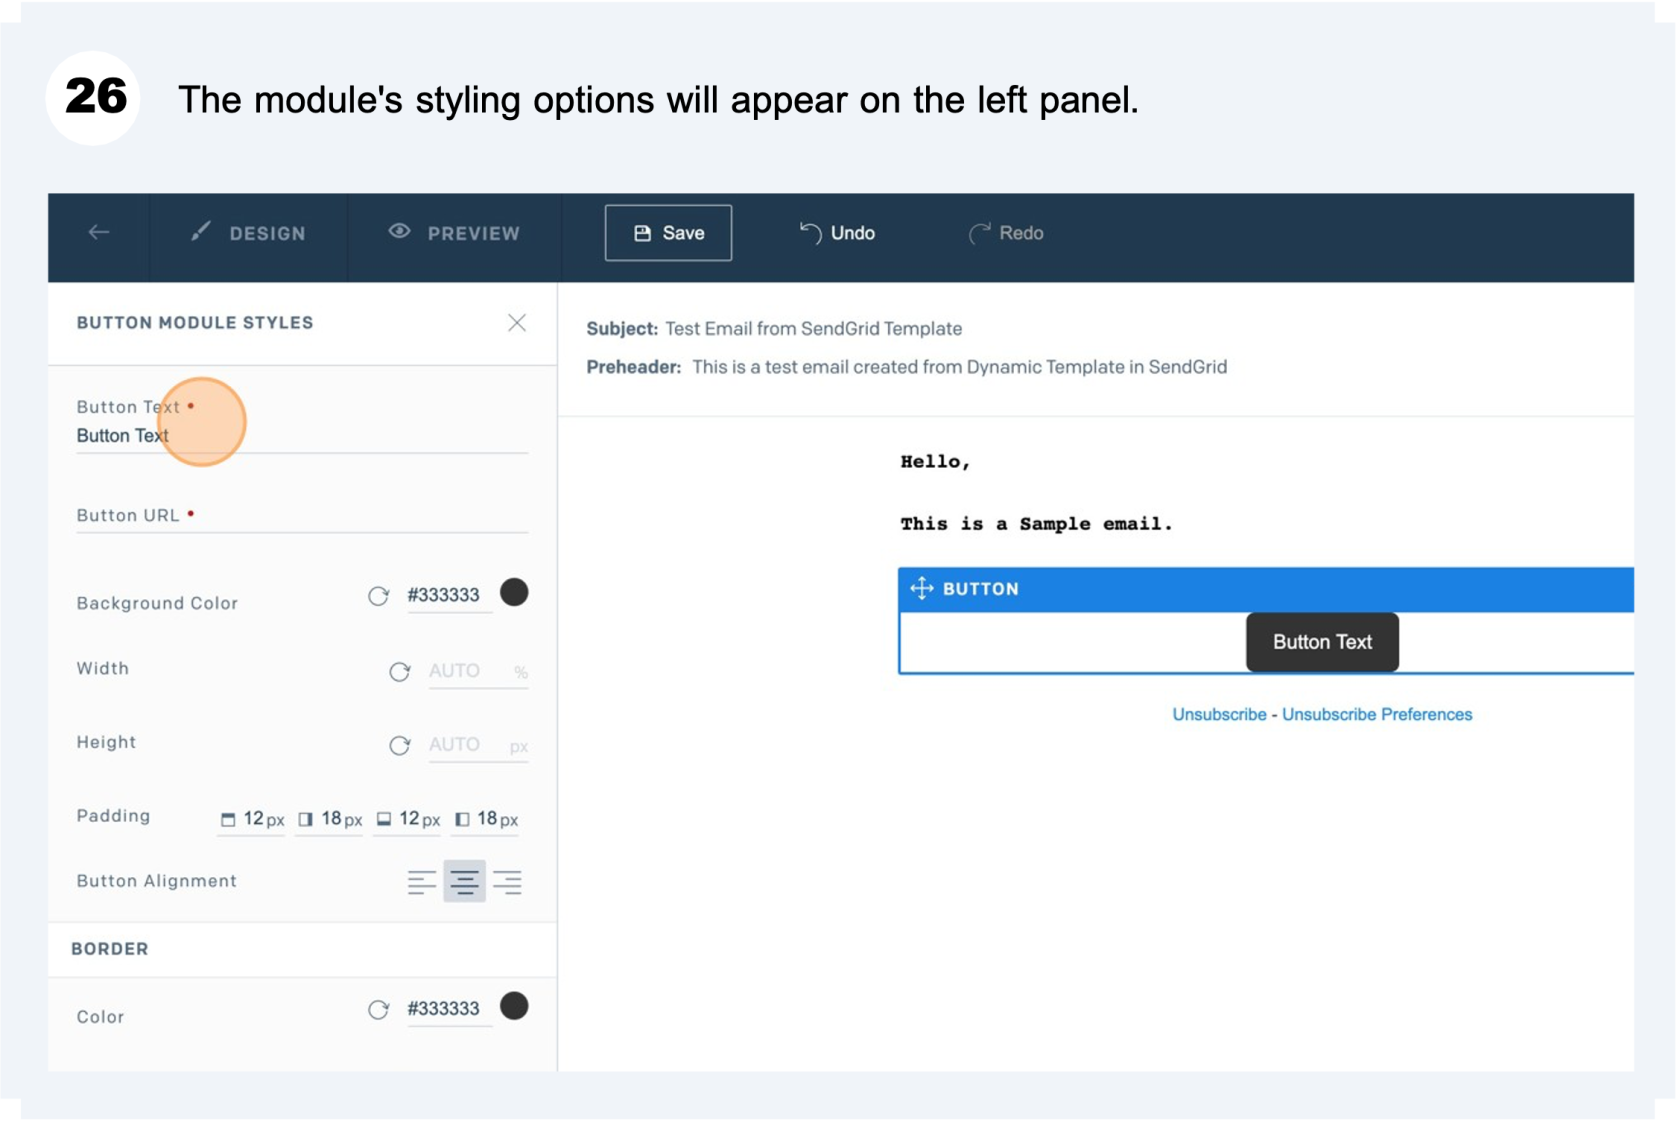 26 The module's styling options will appear on the left panel.
DESIGN PREVIEW Save Undo Redo
BUTTON MODULE STYLES
Button Text •
Button Text
Button URL •
Background Color #333333
Width AUTO %
Height AUTO px
Padding 12 px 18 px 12 px 18 px
Button Alignment
BORDER
Color #333333
Subject: Test Email from SendGrid Template
Preheader: This is a test email created from Dynamic Template in SendGrid
Hello,
This is a Sample email.
BUTTON
Button Text
Unsubscribe - Unsubscribe Preferences